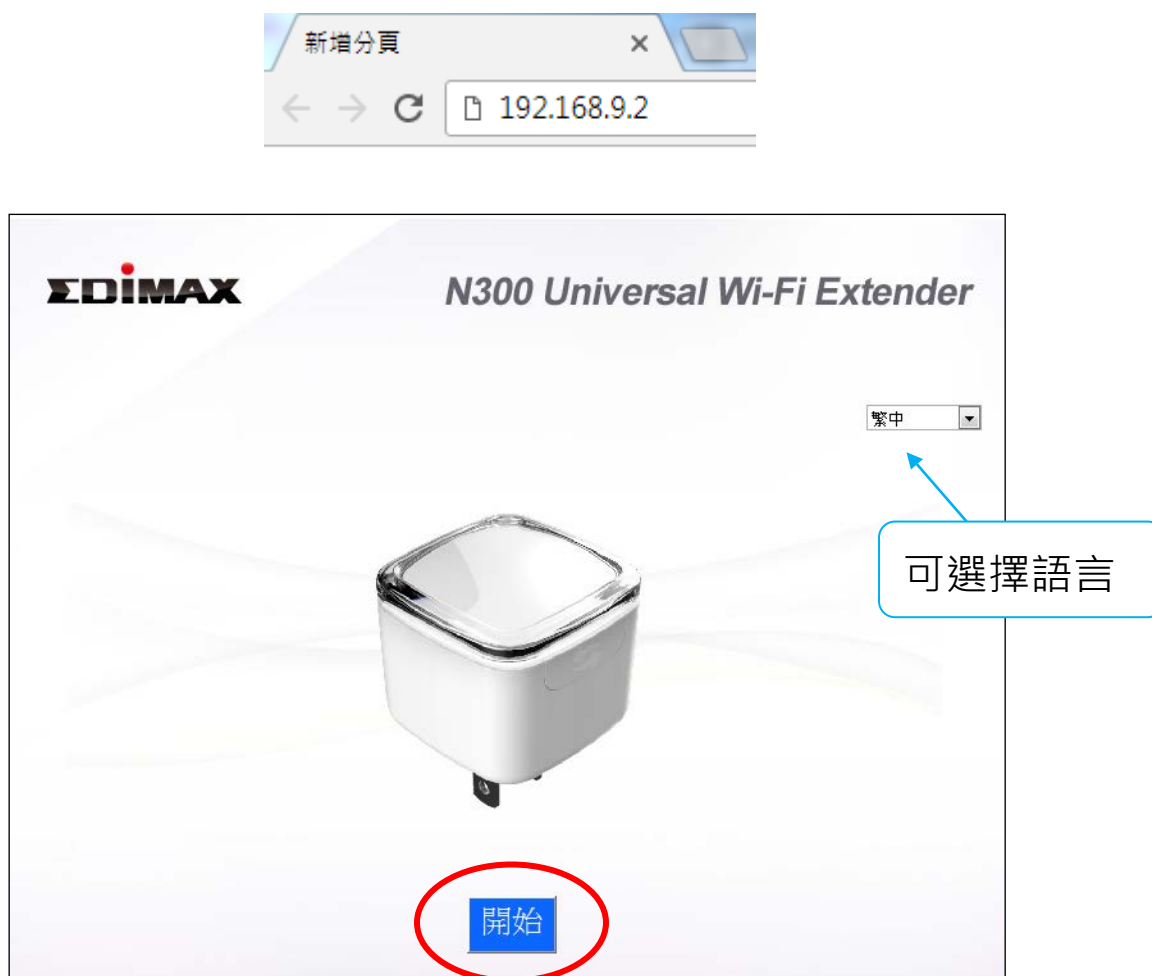 新增分頁
192.168.9.2
EDIMAX
N300 Universal Wi-Fi Extender
繁中
可選擇語言
開始